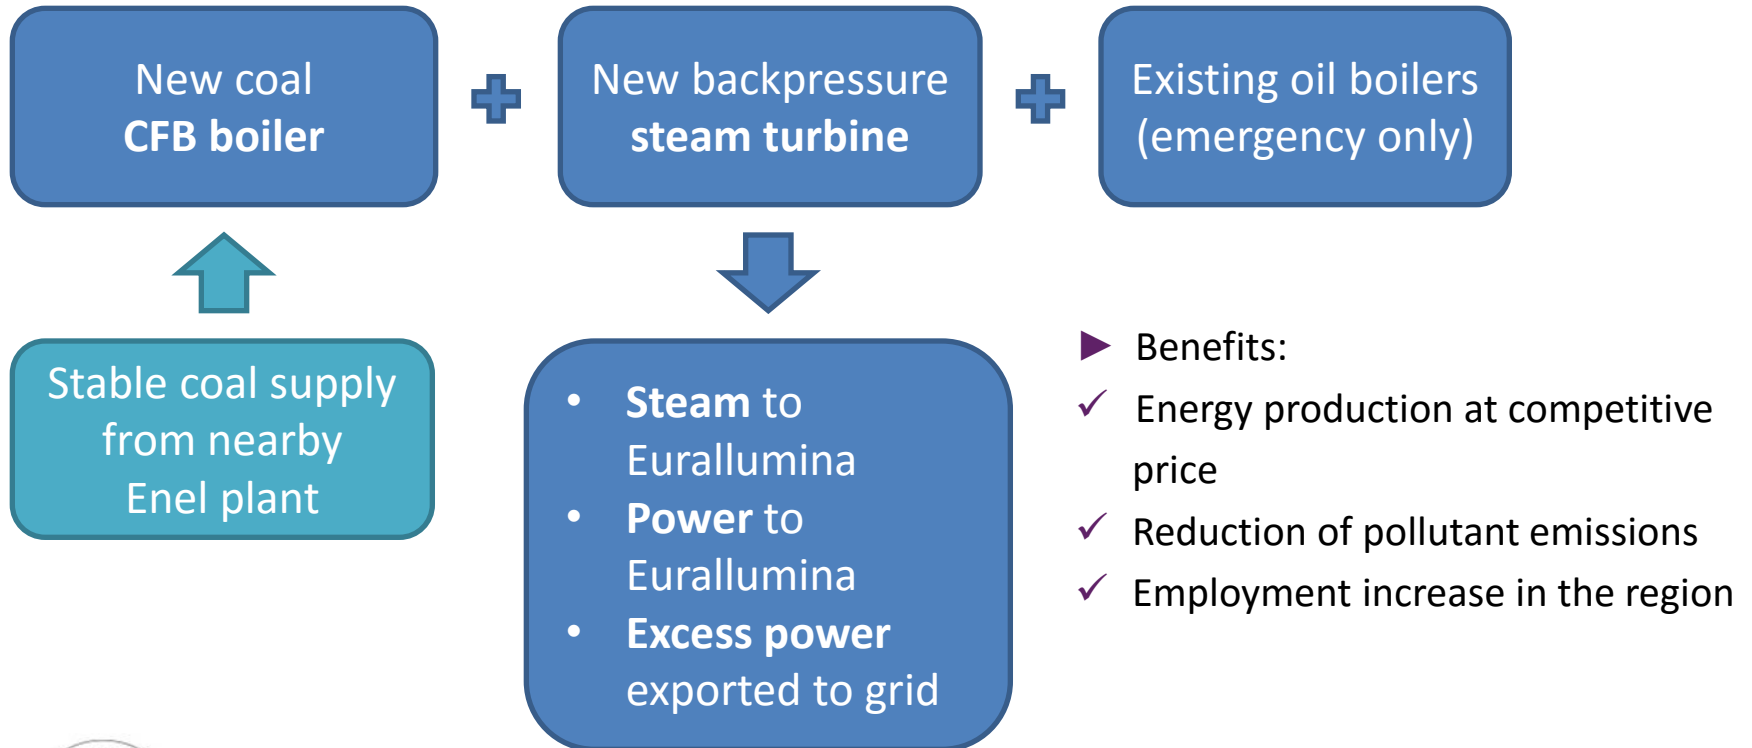 New coal
CFB boiler
New backpressure
steam turbine
Existing oil boilers
(emergency only)
Stable coal supply
from nearby
Enel plant
• Steam to
Eurallumina
• Power to
Eurallumina
• Excess power
exported to grid
► Benefits:
✓ Energy production at competitive
price
✓ Reduction of pollutant emissions
✓ Employment increase in the region